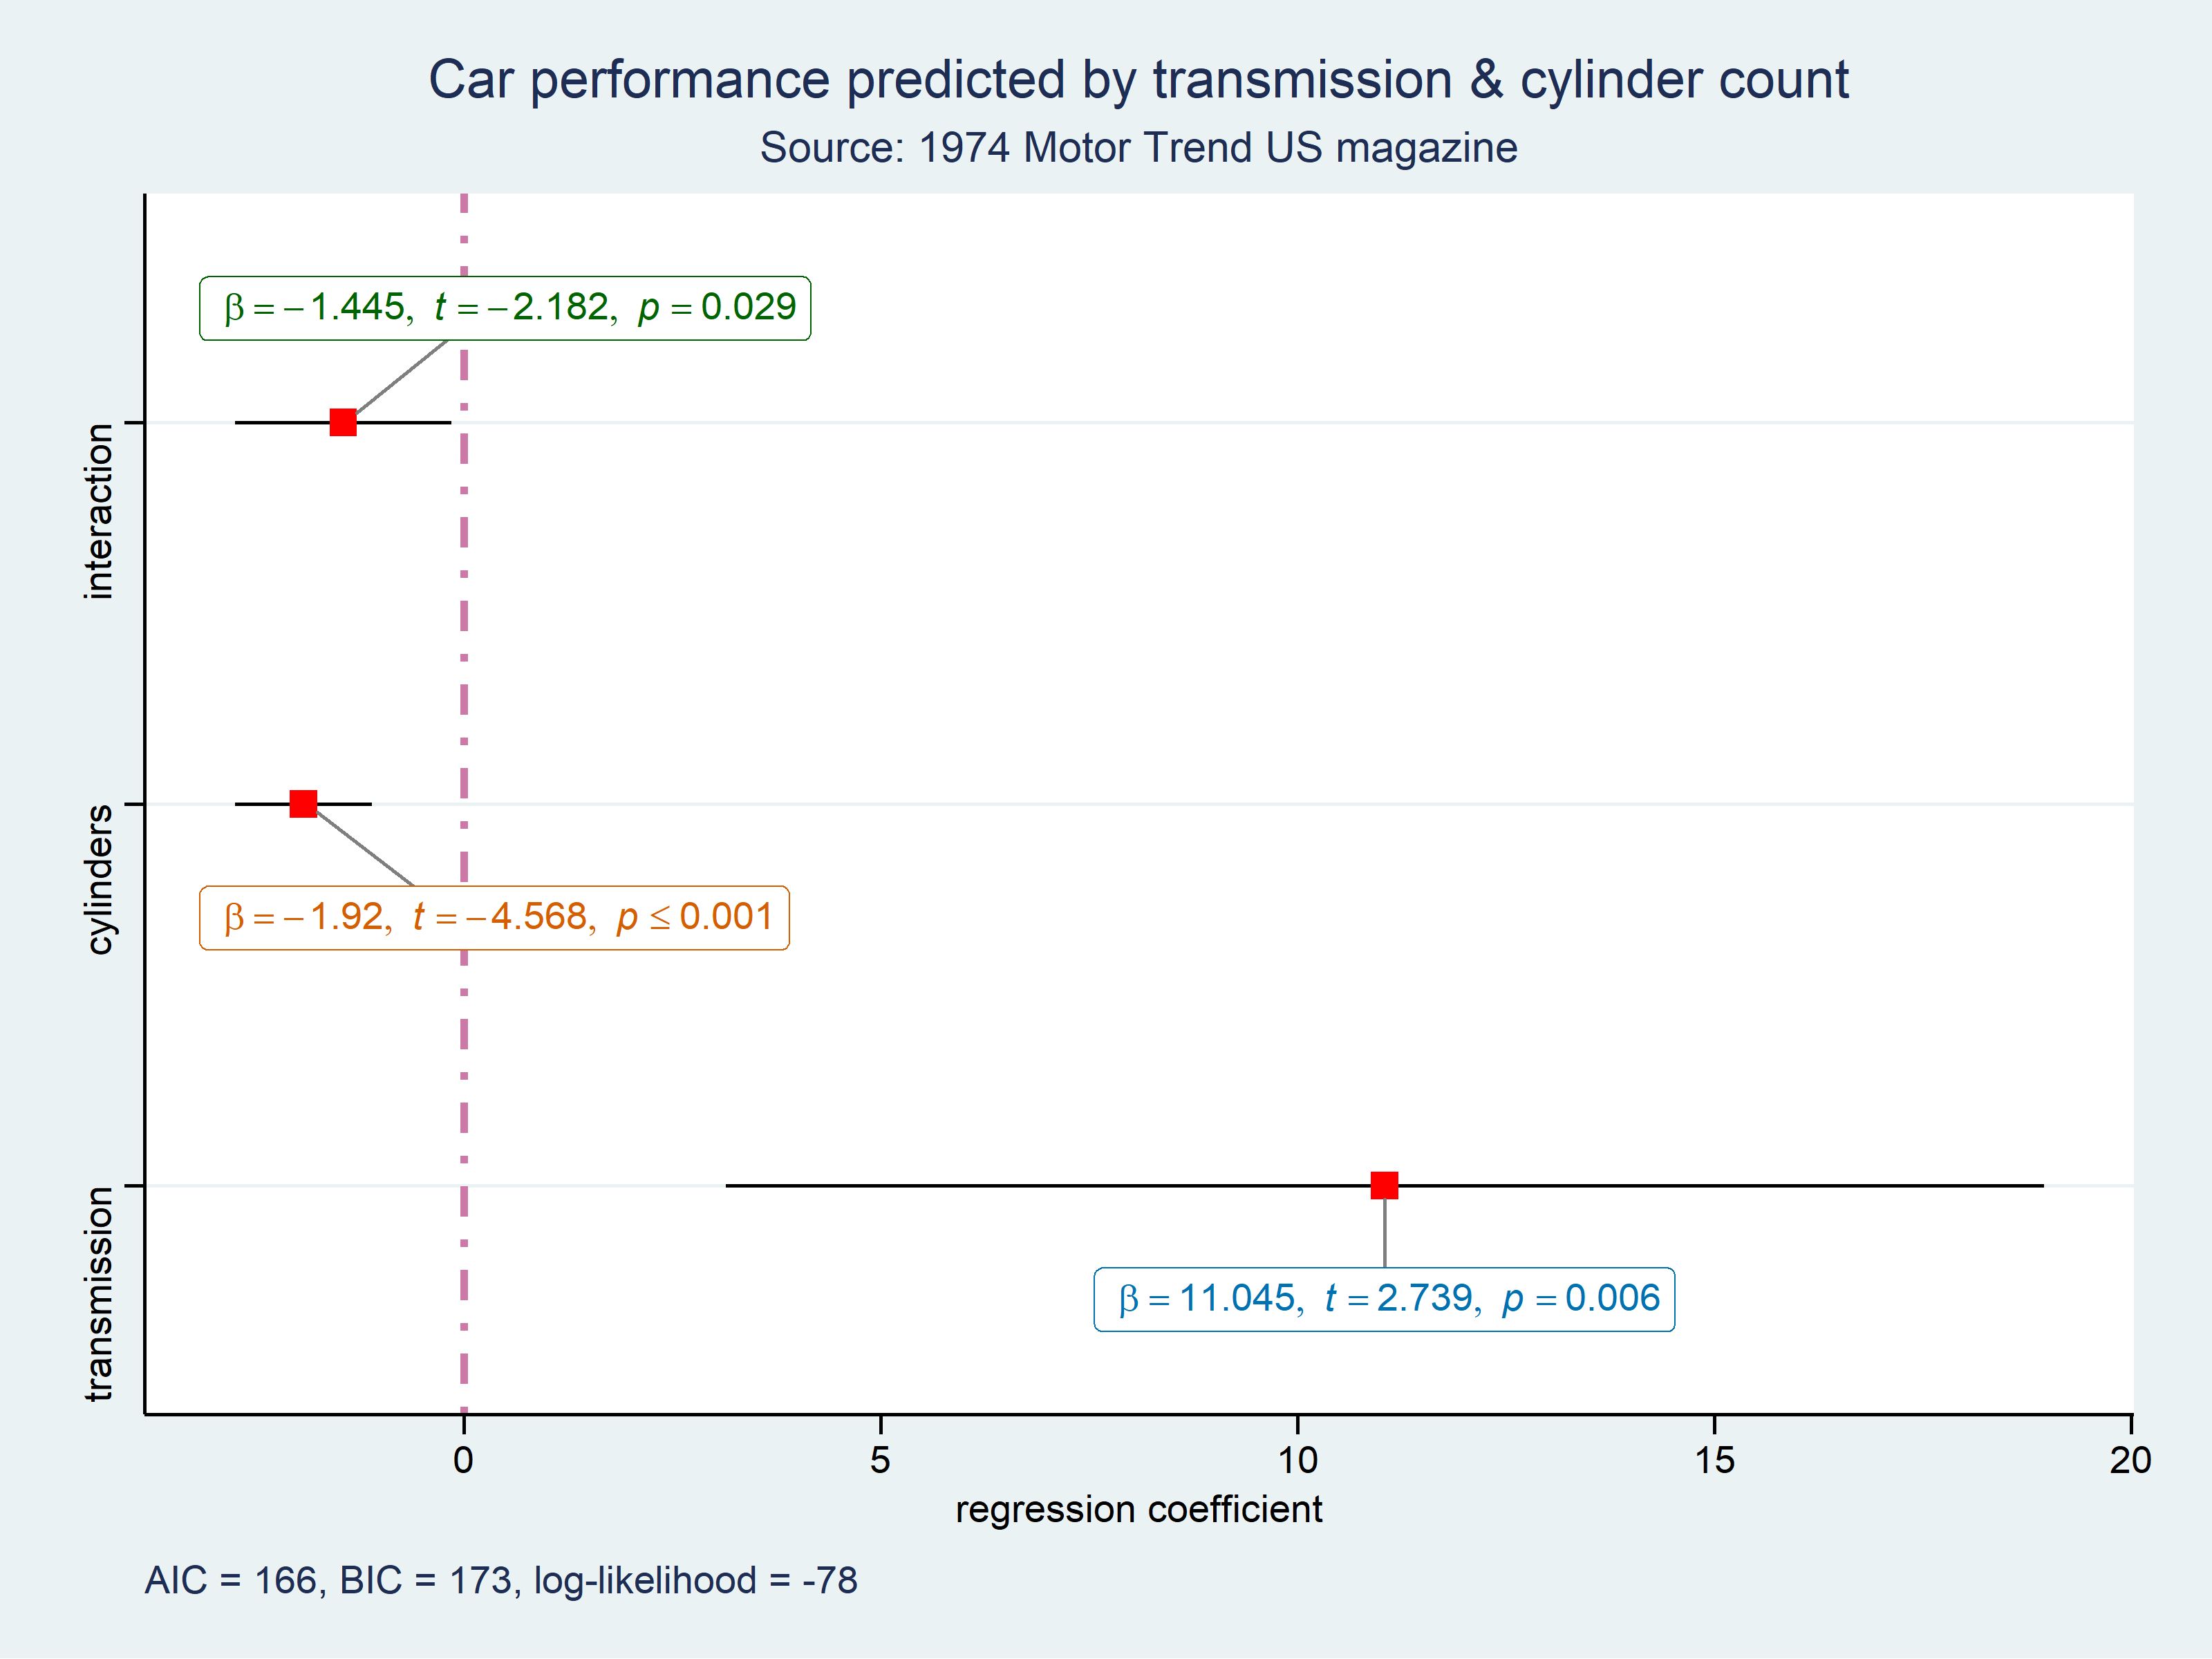 Car performance predicted by transmission & cylinder count
Source: 1974 Motor Trend US magazine
β = −1.445, t = −2.182, p = 0.029
interaction
β = −1.92, t = −4.568, p ≤ 0.001
cylinders
β = 11.045, t = 2.739, p = 0.006
transmission
0 5 10 15 20
regression coefficient
AIC = 166, BIC = 173, log-likelihood = -78